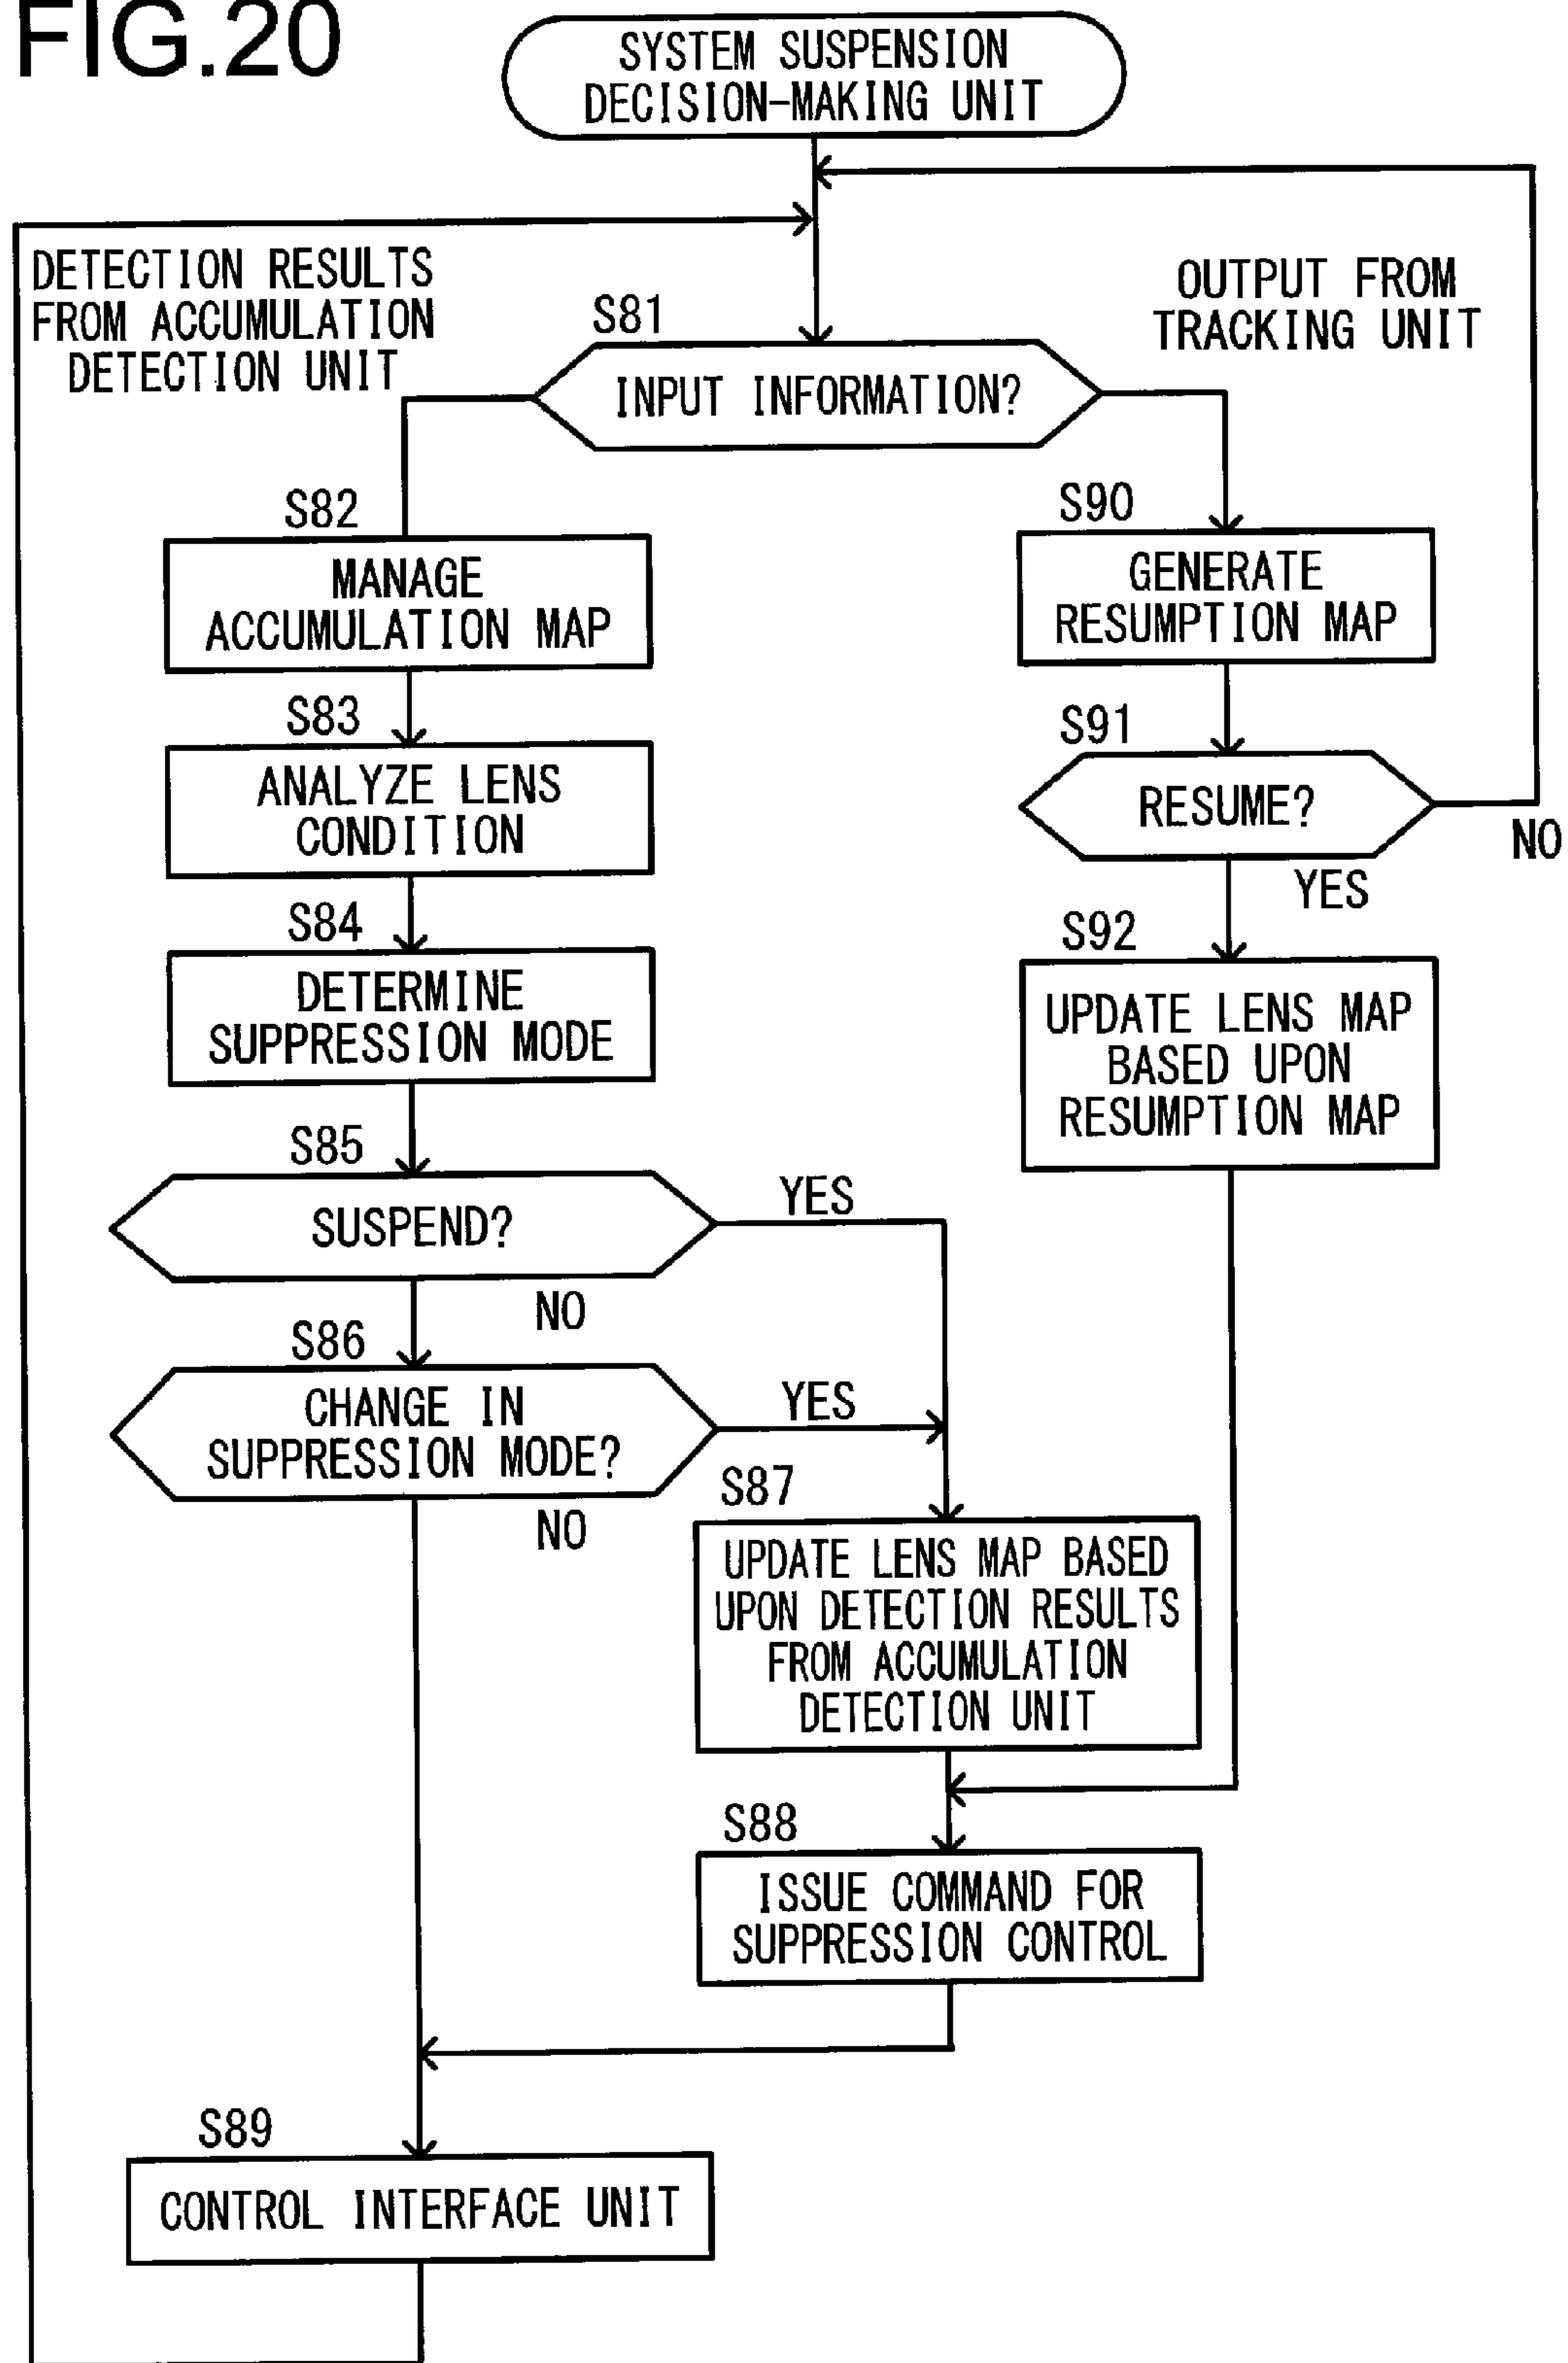 FIG.20
SYSTEM SUSPENSION
DECISION-MAKING UNIT
DETECTION RESULTS
FROM ACCUMULATION
DETECTION UNIT
OUTPUT FROM
TRACKING UNIT
S81
INPUT INFORMATION?
S82
MANAGE
ACCUMULATION MAP
S83
ANALYZE LENS
CONDITION
S84
DETERMINE
SUPPRESSION MODE
S85
SUSPEND?
YES
NO
S86
CHANGE IN
SUPPRESSION MODE?
YES
NO
S87
UPDATE LENS MAP BASED
UPON DETECTION RESULTS
FROM ACCUMULATION
DETECTION UNIT
S88
ISSUE COMMAND FOR
SUPPRESSION CONTROL
S89
CONTROL INTERFACE UNIT
S90
GENERATE
RESUMPTION MAP
S91
RESUME?
NO
YES
S92
UPDATE LENS MAP
BASED UPON
RESUMPTION MAP